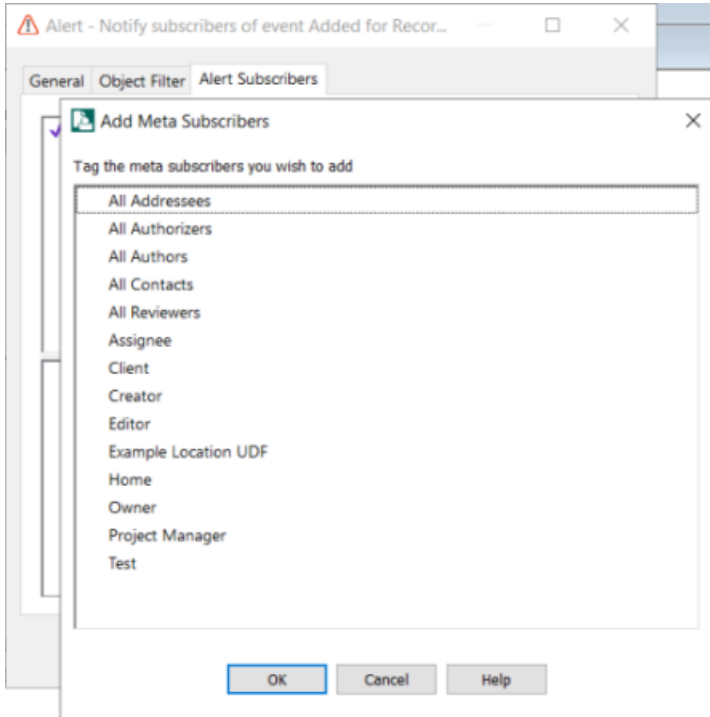 Alert - Notify subscribers of event Added for Recor...
General Object Filter Alert Subscribers
Add Meta Subscribers
Tag the meta subscribers you wish to add
All Addressees
All Authorizers
All Authors
All Contacts
All Reviewers
Assignee
Client
Creator
Editor
Example Location UDF
Home
Owner
Project Manager
Test
OK Cancel Help